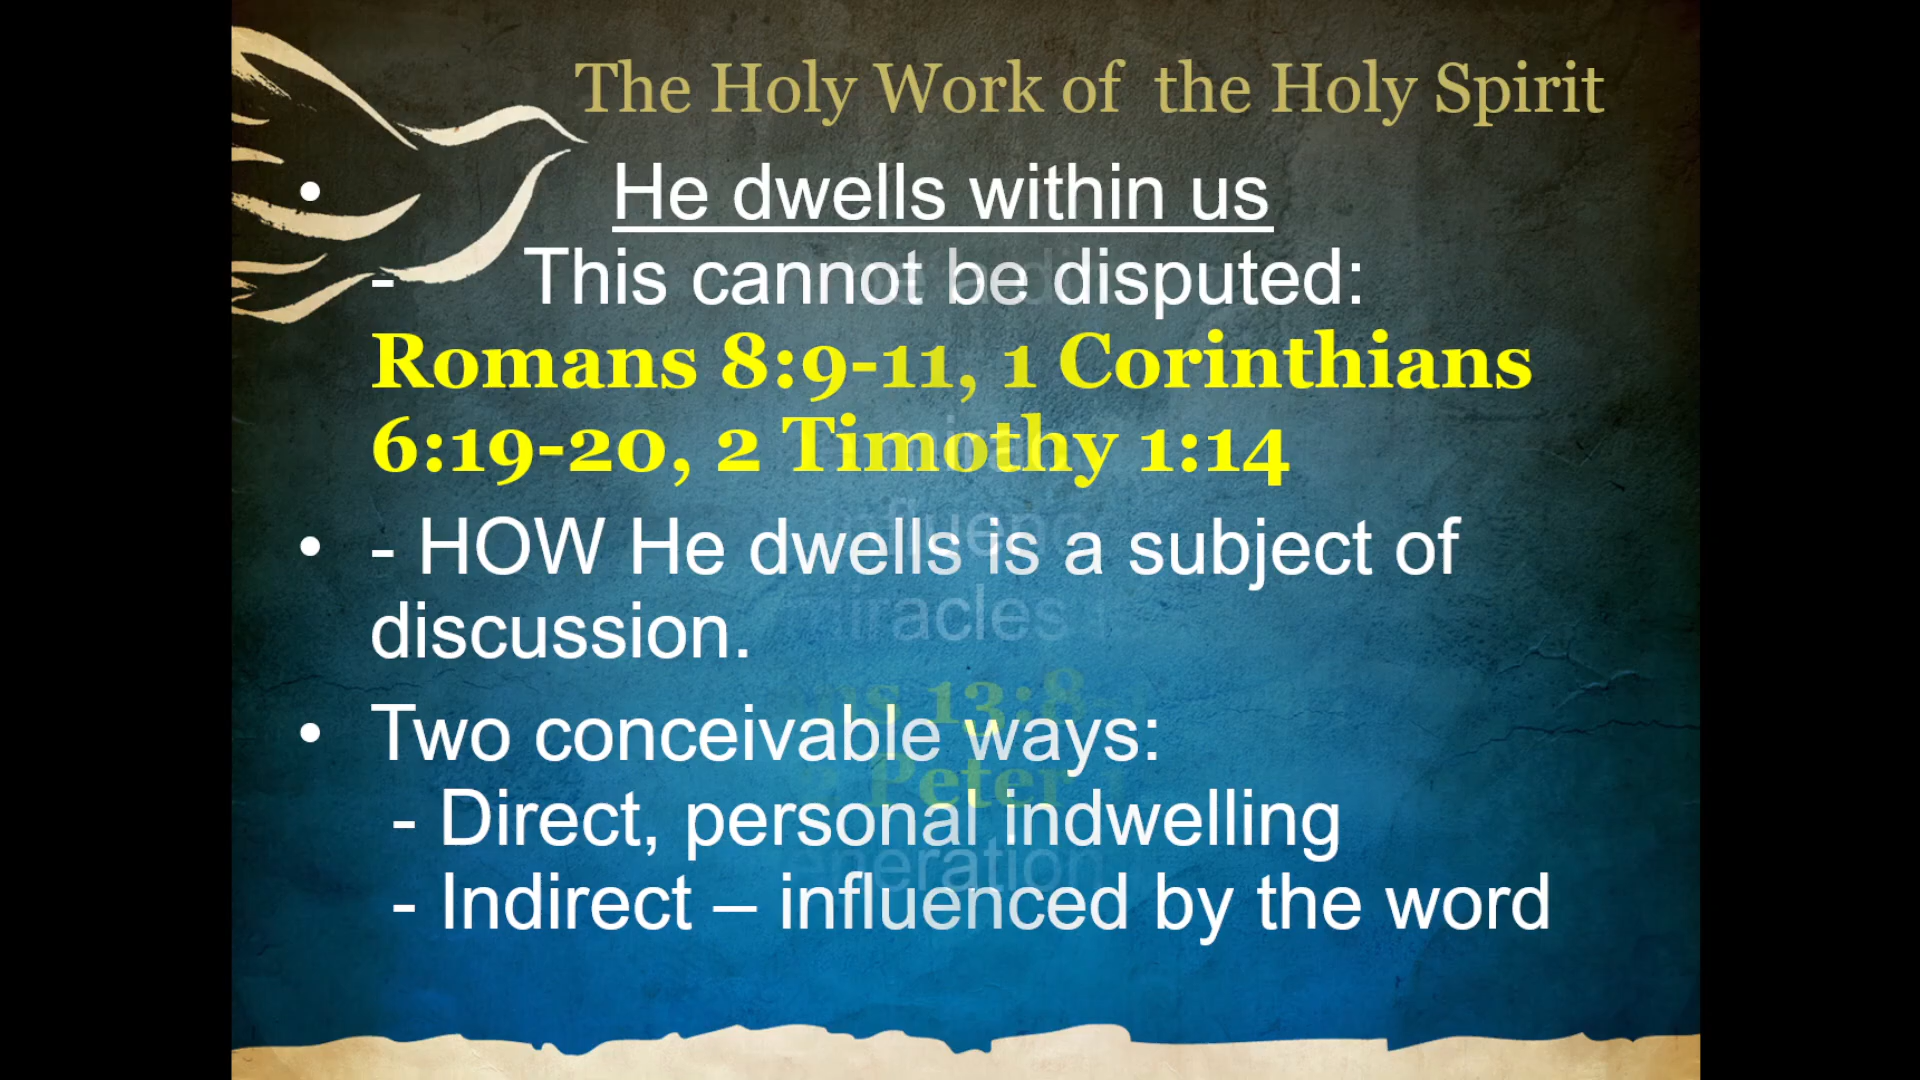 The Holy Work of the Holy Spirit
• He dwells within us
- This cannot be disputed:
Romans 8:9-11, 1 Corinthians
6:19-20, 2 Timothy 1:14
• - HOW He dwells is a subject of
discussion.
• Two conceivable ways:
- Direct, personal indwelling
- Indirect – influenced by the word